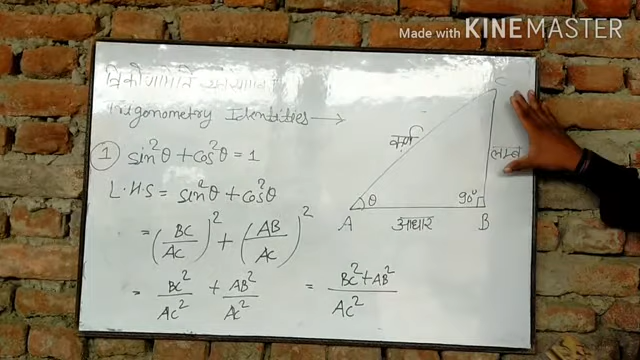 Made with KINEMASTER
त्रिकोणमिति
Trigonometry Identities →
① sin²θ + cos²θ = 1
L.H.S = sin²θ + cos²θ
= (BC/AC)² + (AB/AC)²
= BC²/AC² + AB²/AC² = BC² + AB²/AC²
C
कर्ण
लम्ब
θ
90°
A
आधार
B